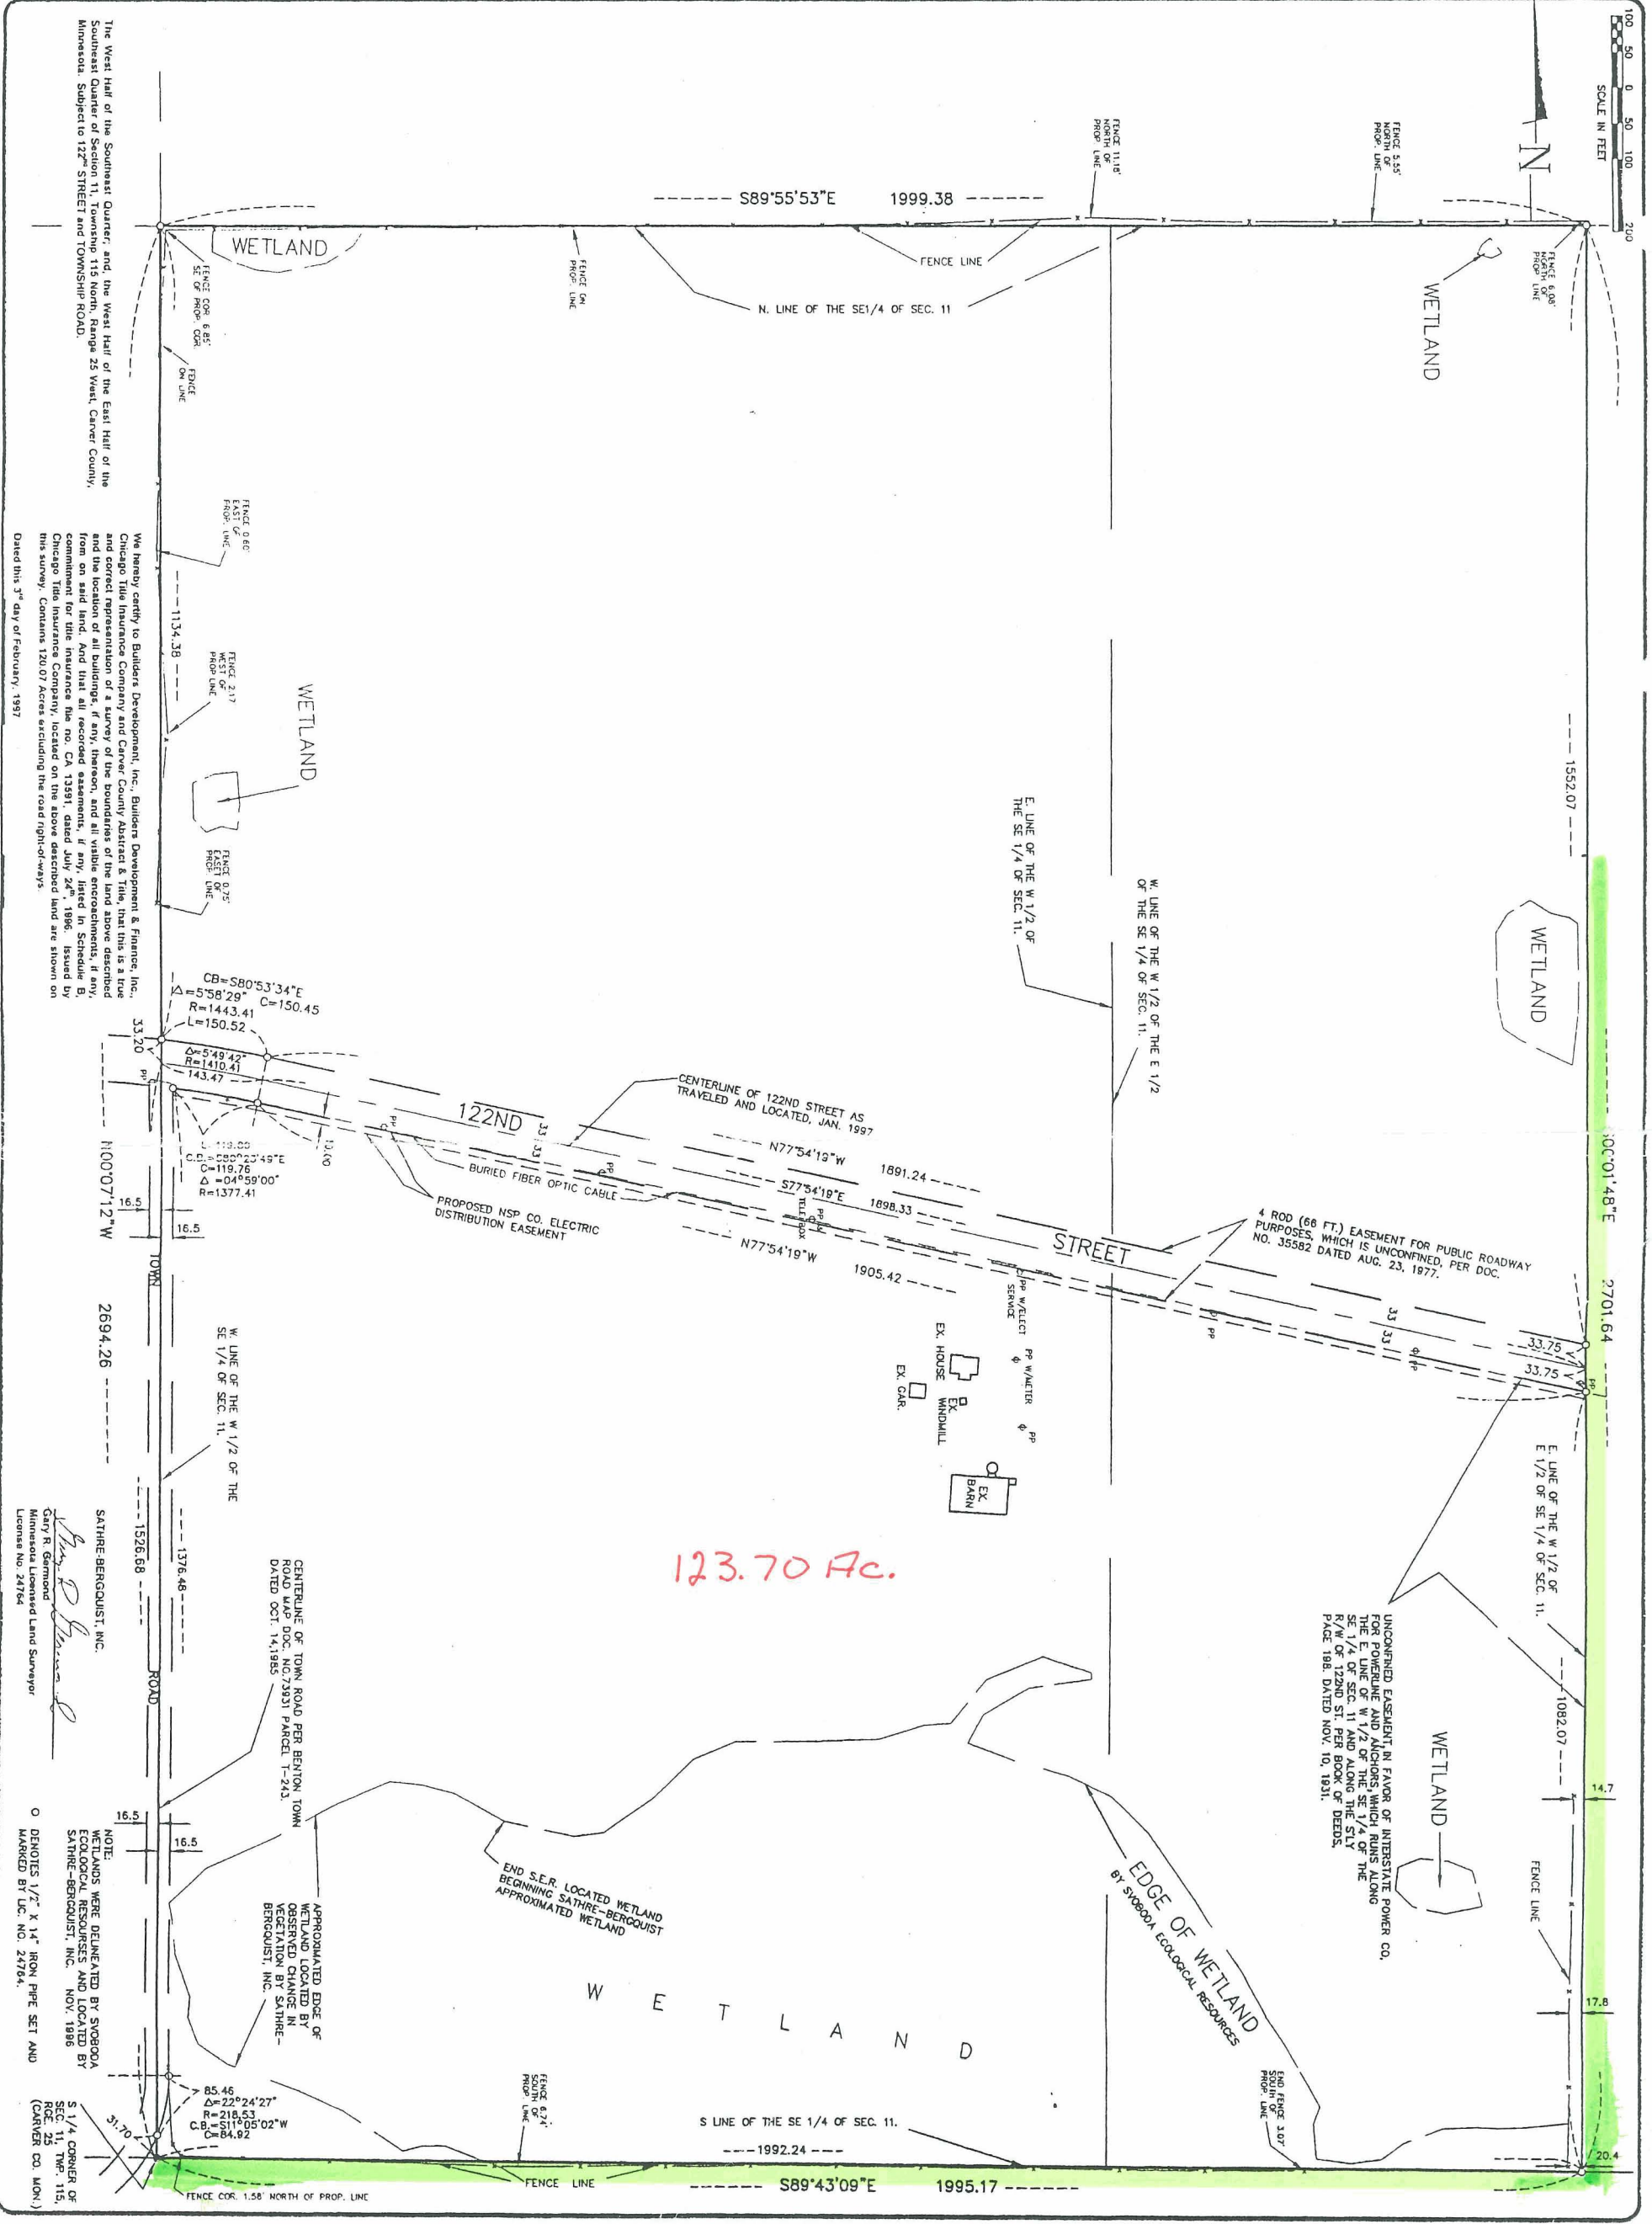 100 50 0 50 100 200
SCALE IN FEET
N
FENCE 5.55'
NORTH OF
PROP. LINE
FENCE 11.18'
NORTH OF
PROP. LINE
FENCE 6.08'
NORTH OF
PROP LINE
S89°55'53"E 1999.38
WETLAND
FENCE LINE
FENCE ON
PROP. LINE
N. LINE OF THE SE1/4 OF SEC. 11
WETLAND
FENCE COR 6.85'
SE OF PROP. COR.
FENCE
ON LINE
The West Half of the Southeast Quarter; and, the West Half of the East Half of the
Southeast Quarter of Section 11, Township 115 North, Range 25 West, Carver County,
Minnesota. Subject to 122nd STREET and TOWNSHIP ROAD.
FENCE 0.60'
EAST OF
PROP. LINE
1134.38
FENCE 2.17
WEST OF
PROP LINE
WETLAND
FENCE 0.75'
EASET OF
PROP. LINE
1552.07
We hereby certify to Builders Development, Inc., Builders Development & Finance, Inc.,
Chicago Title Insurance Company and Carver County Abstract & Title, that this is a true
and correct representation of a survey of the boundaries of the land above described
and the location of all buildings, if any, thereon, and all visible encroachments, if any,
from on said land. And that all recorded easements, if any, listed in Schedule B,
commitment for title insurance file no. CA 13591, dated July 24th, 1996. Issued by
Chicago Title Insurance Company, located on the above described land are shown on
this survey. Contains 120.07 Acres excluding the road right-of-ways.
Dated this 3rd day of February, 1997
E. LINE OF THE W 1/2 OF
THE SE 1/4 OF SEC. 11.
W. LINE OF THE W 1/2 OF THE E 1/2
OF THE SE 1/4 OF SEC. 11.
WETLAND
CB=S80°53'34"E
Δ=5°58'29" C=150.45
R=1443.41
L=150.52
33.20
Δ=5°49'42"
R=1410.41
143.47
PP
10.00
C=119.76
Δ =04°59'00"
R=1377.41
122ND
33
33
PP
CENTERLINE OF 122ND STREET AS
TRAVELED AND LOCATED, JAN. 1997
N77°54'19"W 1891.24
S77°54'19"E 1898.33
N77°54'19"W 1905.42
BURIED FIBER OPTIC CABLE
PP
PROPOSED NSP CO. ELECTRIC
DISTRIBUTION EASEMENT
PP
TELE BOX
STREET
4 ROD (66 FT.) EASEMENT FOR PUBLIC ROADWAY
PURPOSES, WHICH IS UNCONFINED, PER DOC.
NO. 35582 DATED AUG. 23, 1977.
2701.64
33
33
33.75
33.75
PP
PP
PP
PP W/ELECT
SERVICE
PP W/METER
PP
EX. HOUSE
EX. GAR.
EX.
WINDMILL
EX.
BARN
N00°07'12"W 2694.26
16.5
16.5
TOWN
W. LINE OF THE W 1/2 OF THE
SE 1/4 OF SEC. 11.
E. LINE OF THE W 1/2 OF
E 1/2 OF SE 1/4 OF SEC. 11.
1376.48
1526.68
123.70 Ac.
SATHRE-BERGQUIST, INC.
Gary R. Germond
Minnesota Licensed Land Surveyor
License No. 24764
ROAD
CENTERLINE OF TOWN ROAD PER BENTON TOWN
ROAD MAP DOC. NO.73931 PARCEL T-243.
DATED OCT. 14,1985
UNCONFINED EASEMENT, IN FAVOR OF INTERSTATE POWER CO,
FOR POWERLINE AND ANCHORS, WHICH RUNS ALONG
THE E. LINE OF W 1/2 OF THE SE 1/4 OF THE
SE 1/4 OF SEC. 11 AND ALONG THE S'LY
R/W OF 122ND ST. PER BOOK OF DEEDS,
PAGE 198. DATED NOV. 10, 1931.
1082.07
WETLAND
14.7
FENCE LINE
17.8
16.5
16.5
END S.E.R. LOCATED WETLAND
BEGINNING SATHRE-BERGQUIST
APPROXIMATED WETLAND
EDGE OF WETLAND
BY SVOBODA ECOLOGICAL RESOURCES
APPROXIMATED EDGE OF
WETLAND LOCATED BY
OBSERVED CHANGE IN
VEGETATION BY SATHRE-
BERGQUIST, INC.
W E T L A N D
NOTE:
WETLANDS WERE DELINEATED BY SVOBODA
ECOLOGICAL RESOURSES AND LOCATED BY
SATHRE-BERGQUIST, INC. NOV. 1996
O DENOTES 1/2" X 14" IRON PIPE SET AND
MARKED BY LIC. NO. 24764.
85.46
Δ=22°24'27"
R=218.53
C.B.=S11°05'02"W
C=84.92
31.70
FENCE 6.74'
SOUTH OF
PROP. LINE
END FENCE 3.07'
SOUTH OF
PROP. LINE
S LINE OF THE SE 1/4 OF SEC. 11.
1992.24
20.4
S 1/4 CORNER OF
SEC. 11, TWP. 115,
RGE. 25
(CARVER CO. MON.)
FENCE LINE
S89°43'09"E 1995.17
FENCE COR. 1.58' NORTH OF PROP. LINE